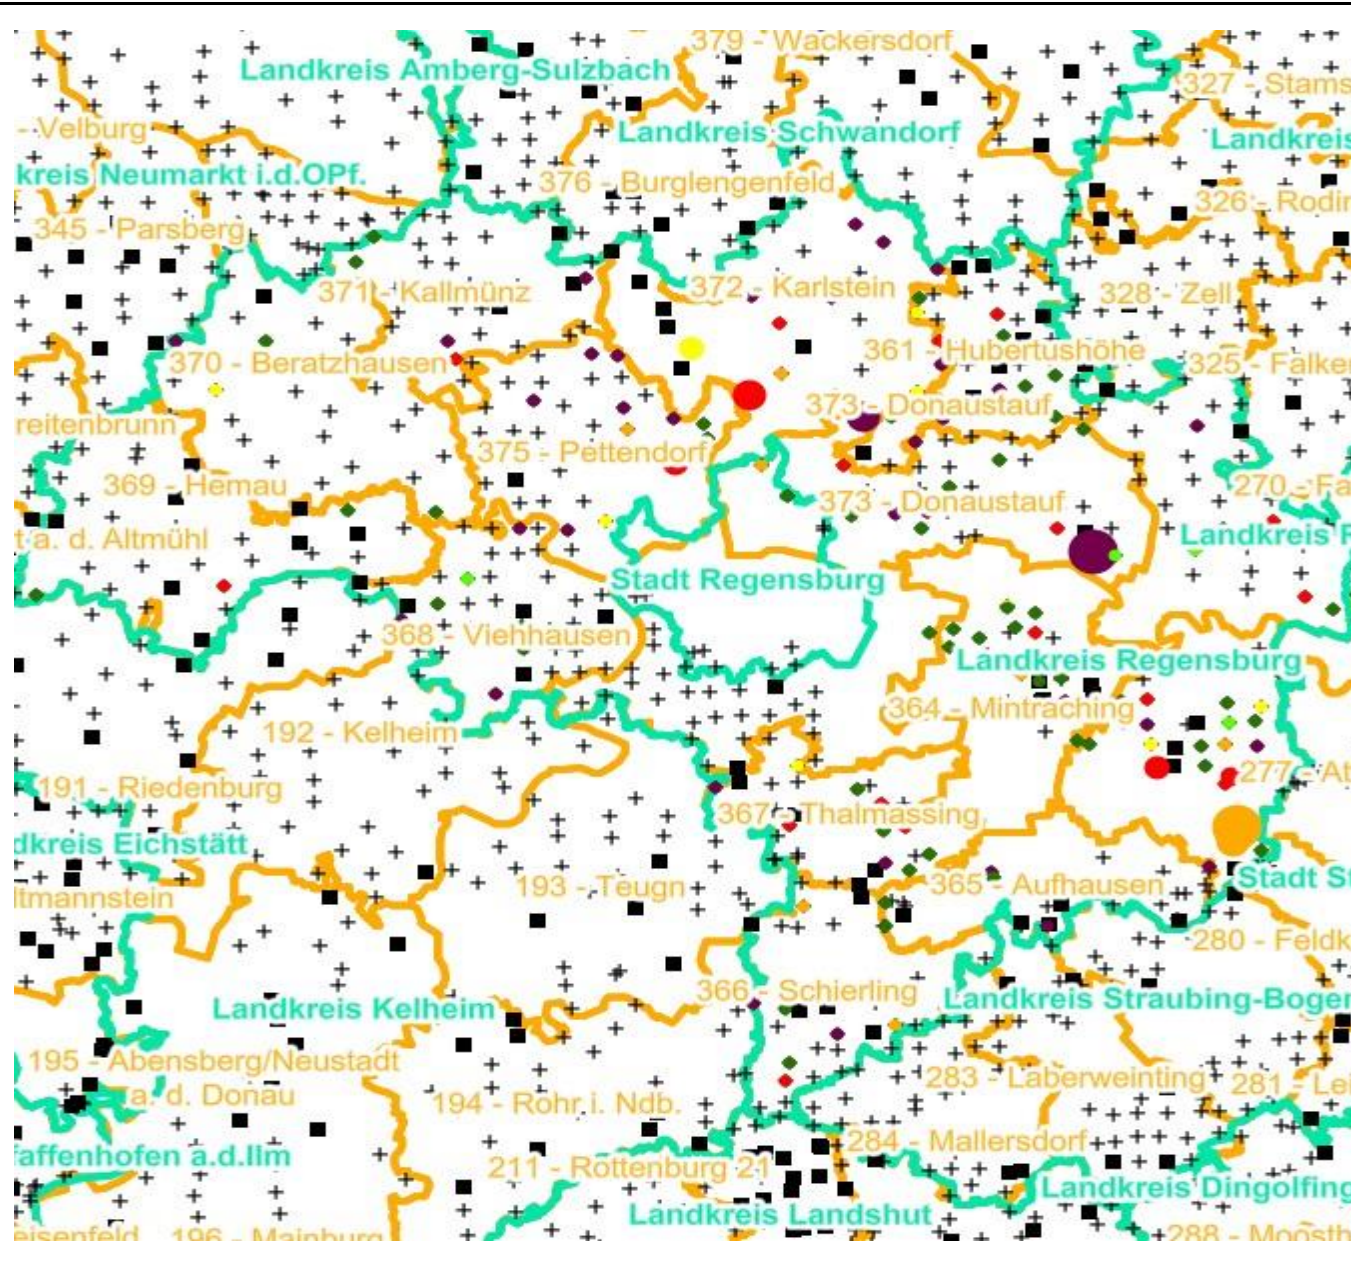 379 - Wackersdorf
Landkreis Amberg-Sulzbach
327 - Stams
- Velburg
Landkreis Schwandorf
Landkreis
kreis Neumarkt i.d.OPf.
376 - Burglengenfeld
326 - Rodin
345 - Parsberg
371 - Kallmünz
372 - Karlstein
328 - Zell
361 - Hubertushöhe
370 - Beratzhausen
325 - Falken
373 - Donaustauf
reitenbrunn
375 - Pettendorf
369 - Hemau
270 - Fa
373 - Donaustauf
t a. d. Altmühl
Landkreis R
Stadt Regensburg
368 - Viehhausen
Landkreis Regensburg
364 - Mintraching
192 - Kelheim
277 - At
191 - Riedenburg
367 - Thalmassing
dkreis Eichstätt
Stadt St
365 - Aufhausen
193 - Teugn
ltmannstein
280 - Feldk
366 - Schierling
Landkreis Straubing-Bogen
Landkreis Kelheim
195 - Abensberg/Neustadt
a. d. Donau
283 - Laberweinting
281 - Lei
194 - Rohr i. Ndb.
284 - Mallersdorf
faffenhofen a.d.Ilm
211 - Rottenburg 21
Landkreis Dingolfing
Landkreis Landshut
eisenfeld
196 - Mainburg
288 - Moosth